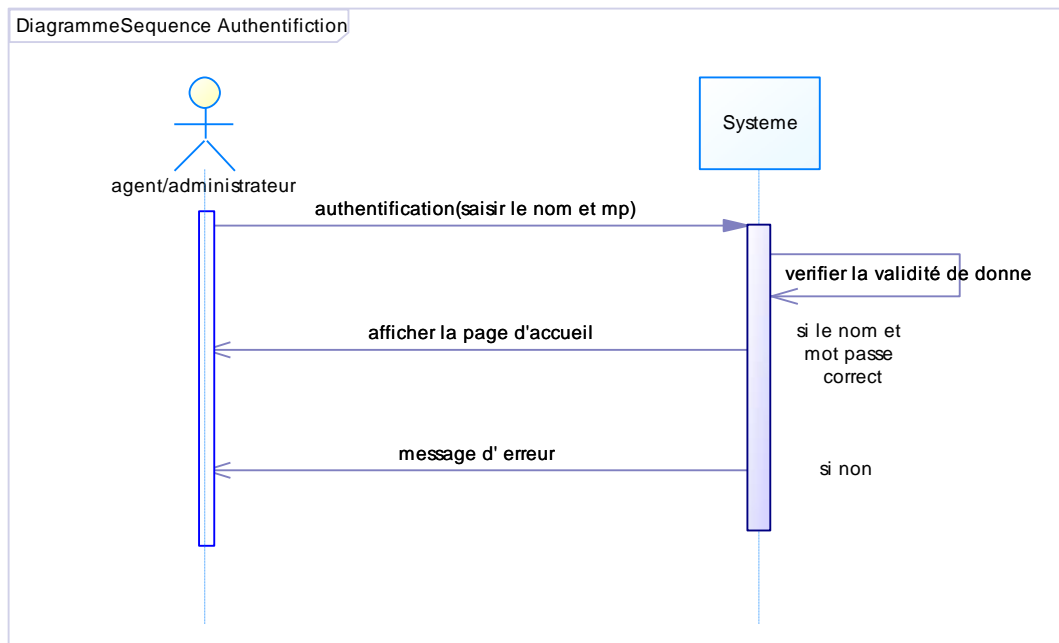 DiagrammeSequence Authentifiction
Systeme
agent/administrateur
authentification(saisir le nom et mp)
verifier la validité de donne
afficher la page d'accueil
si le nom et
mot passe
correct
message d' erreur
si non